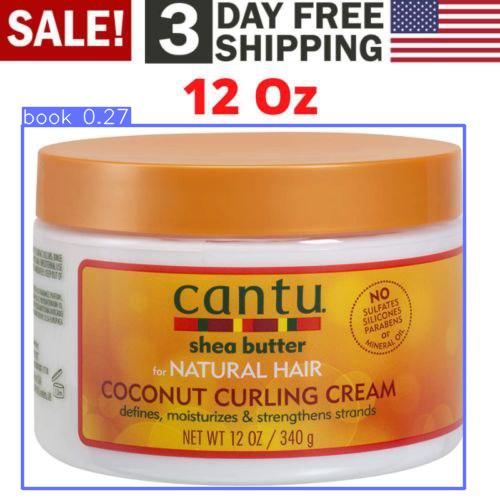 SALE!
3 DAY FREE
SHIPPING
12 Oz
book 0.27
cantu.
shea butter
for NATURAL HAIR
COCONUT CURLING CREAM
defines, moisturizes & strengthens strands
NET WT 12 OZ / 340 g
NO
SULFATES
SILICONES
PARABENS
or
MINERAL OIL